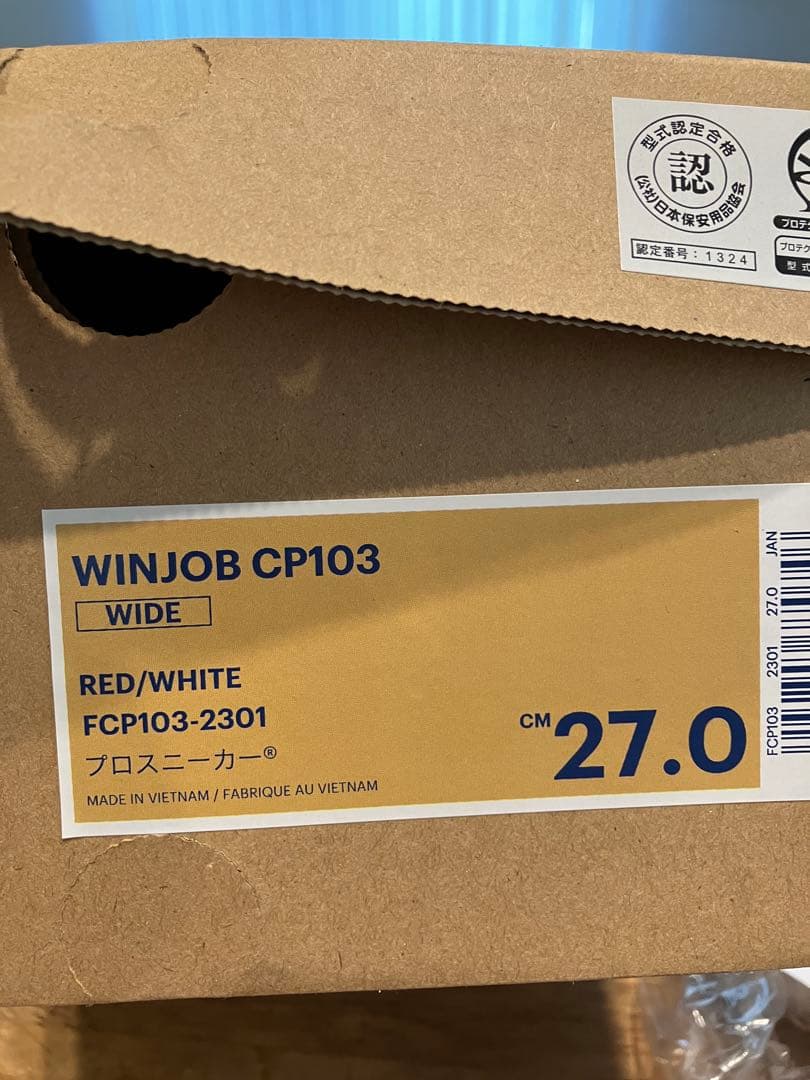 型式認定合格
認
(公社)日本保安用品協会
認定番号：1324
WINJOB CP103
WIDE
RED/WHITE
FCP103-2301
プロスニーカー®
MADE IN VIETNAM / FABRIQUE AU VIETNAM
CM 27.0
FCP103 2301 27.0 JAN